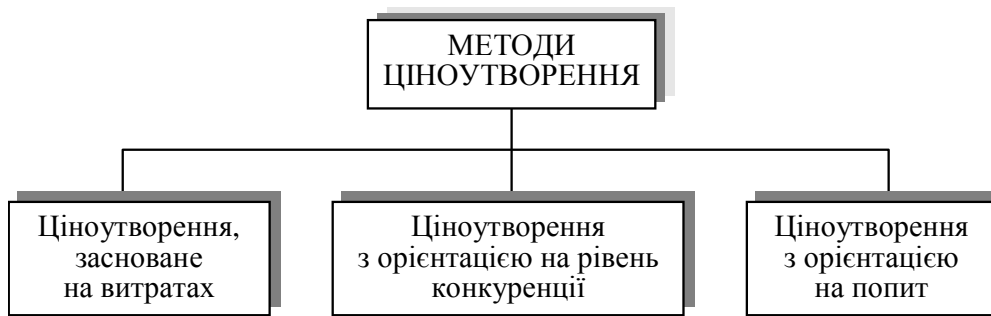 МЕТОДИ
ЦІНОУТВОРЕННЯ
Ціноутворення,
засноване
на витратах
Ціноутворення
з орієнтацією на рівень
конкуренції
Ціноутворення
з орієнтацією
на попит